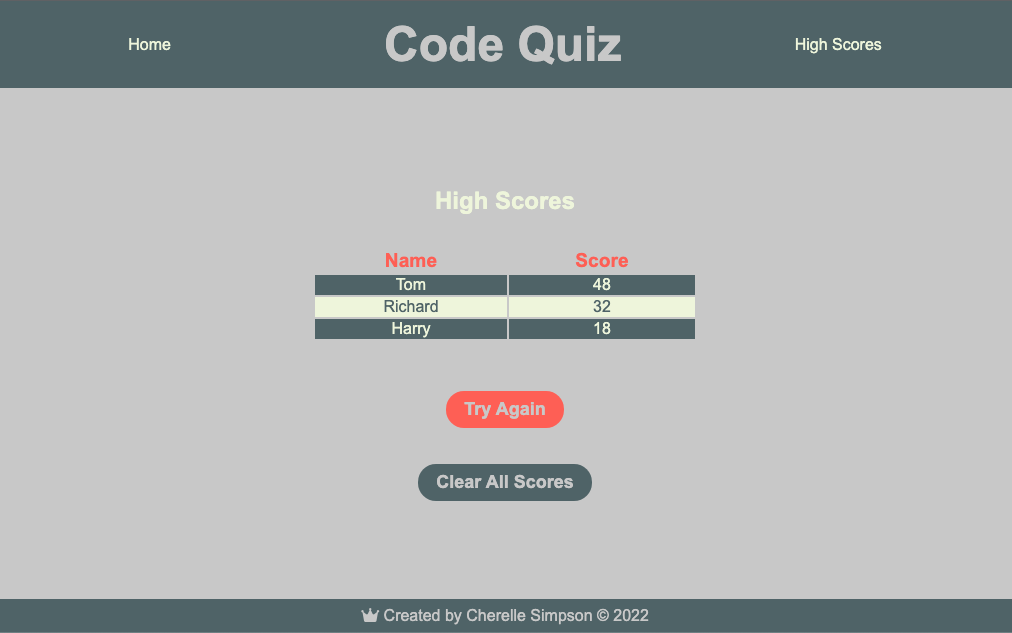 Home Code Quiz High Scores
High Scores
Name Score
Tom 48
Richard 32
Harry 18
Try Again
Clear All Scores
Created by Cherelle Simpson © 2022